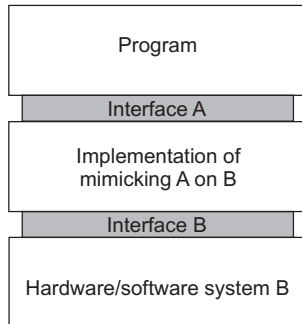 Program
Interface A
Implementation of
mimicking A on B
Interface B
Hardware/software system B